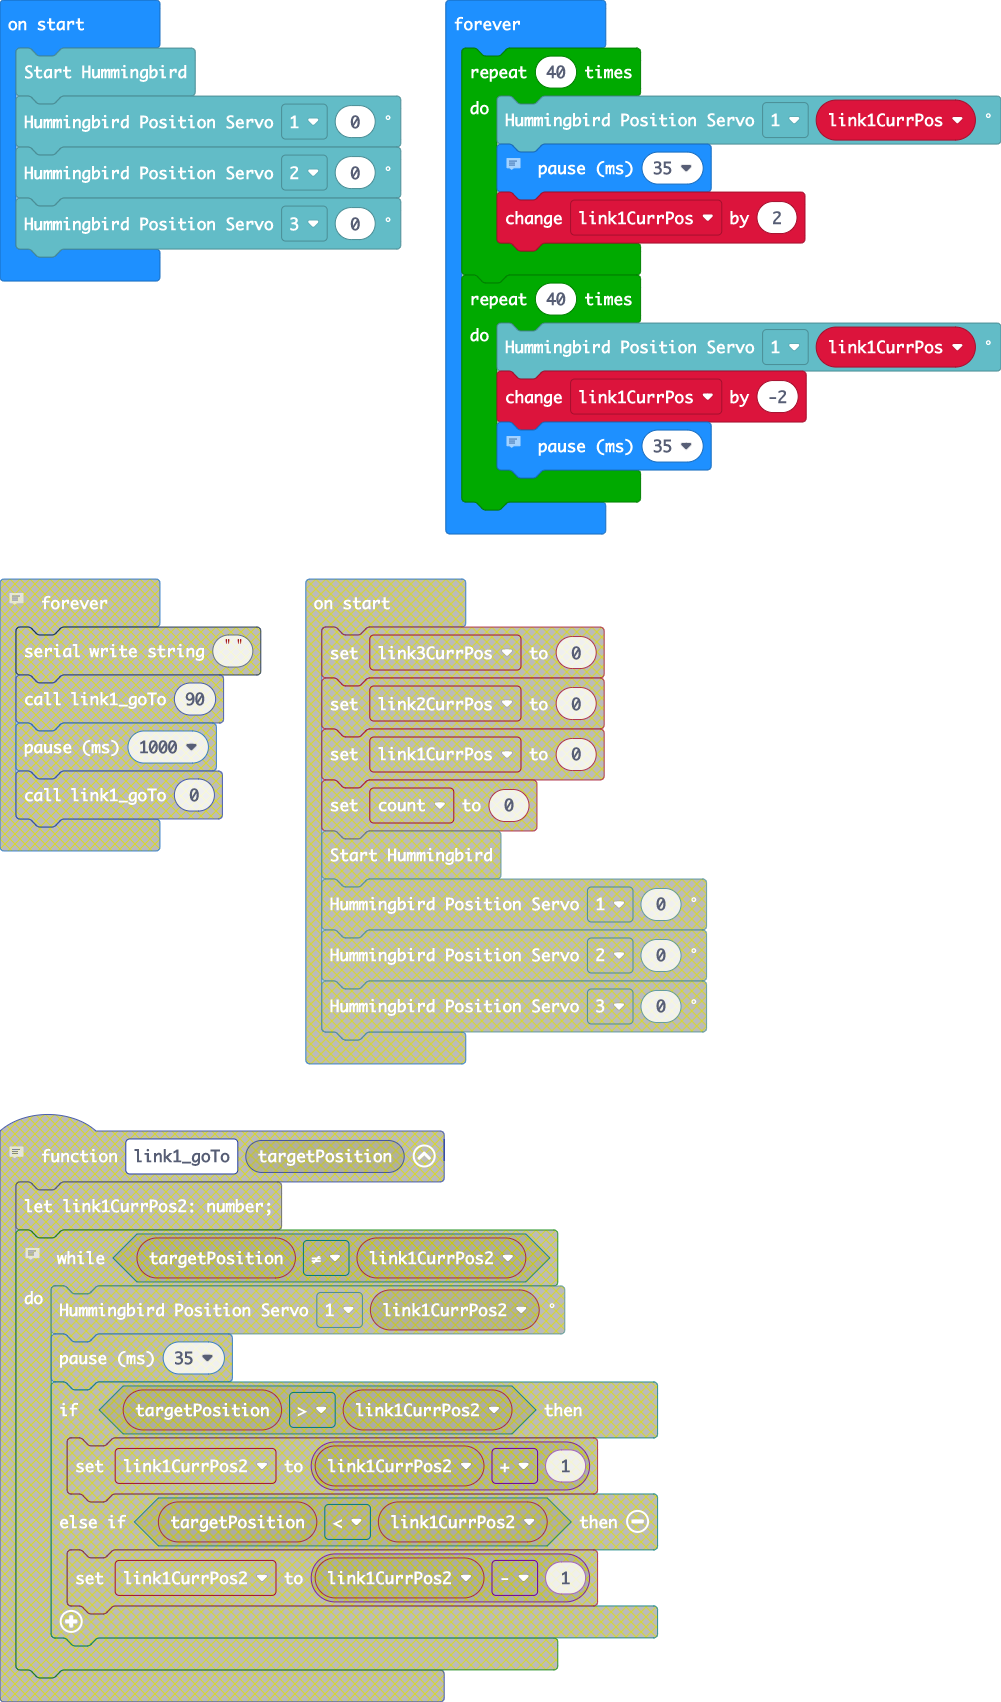 on start
Start Hummingbird
Hummingbird Position Servo 1 0 °
Hummingbird Position Servo 2 0 °
Hummingbird Position Servo 3 0 °
forever
repeat 40 times
do Hummingbird Position Servo 1 link1CurrPos °
pause (ms) 35
change link1CurrPos by 2
repeat 40 times
do Hummingbird Position Servo 1 link1CurrPos °
change link1CurrPos by -2
pause (ms) 35
forever
serial write string " "
call link1_goTo 90
pause (ms) 1000
call link1_goTo 0
on start
set link3CurrPos to 0
set link2CurrPos to 0
set link1CurrPos to 0
set count to 0
Start Hummingbird
Hummingbird Position Servo 1 0 °
Hummingbird Position Servo 2 0 °
Hummingbird Position Servo 3 0 °
function link1_goTo targetPosition
let link1CurrPos2: number;
while targetPosition ≠ link1CurrPos2
do Hummingbird Position Servo 1 link1CurrPos2 °
pause (ms) 35
if targetPosition > link1CurrPos2 then
set link1CurrPos2 to link1CurrPos2 + 1
else if targetPosition < link1CurrPos2 then
set link1CurrPos2 to link1CurrPos2 - 1